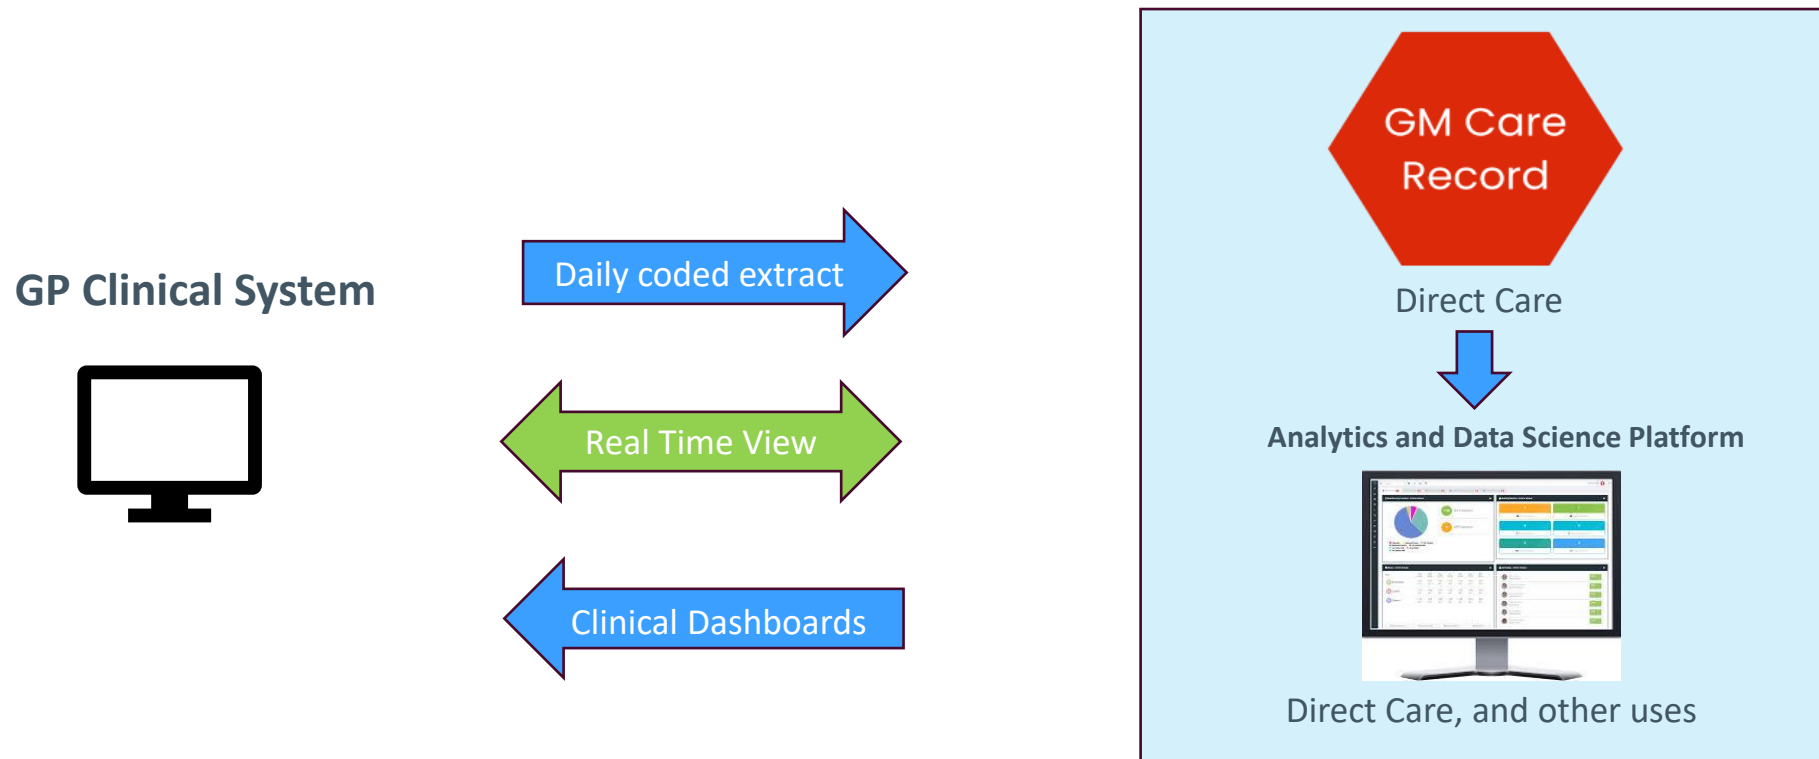 GM Care
Record
Direct Care
GP Clinical System
Daily coded extract
Real Time View
Clinical Dashboards
Analytics and Data Science Platform
Direct Care, and other uses